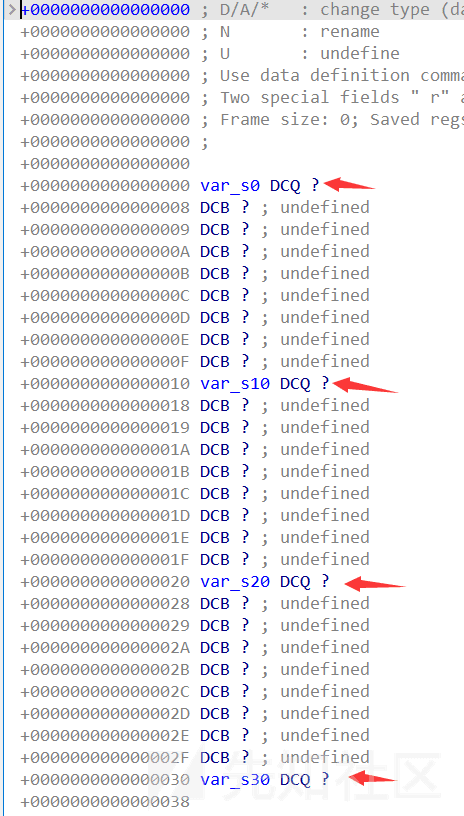 +0000000000000000 ; D/A/* : change type (da
+0000000000000000 ; N : rename
+0000000000000000 ; U : undefine
+0000000000000000 ; Use data definition comma
+0000000000000000 ; Two special fields " r" a
+0000000000000000 ; Frame size: 0; Saved regs
+0000000000000000 ;
+0000000000000000
+0000000000000000 var_s0 DCQ ?
+0000000000000008 DCB ? ; undefined
+0000000000000009 DCB ? ; undefined
+000000000000000A DCB ? ; undefined
+000000000000000B DCB ? ; undefined
+000000000000000C DCB ? ; undefined
+000000000000000D DCB ? ; undefined
+000000000000000E DCB ? ; undefined
+000000000000000F DCB ? ; undefined
+0000000000000010 var_s10 DCQ ?
+0000000000000018 DCB ? ; undefined
+0000000000000019 DCB ? ; undefined
+000000000000001A DCB ? ; undefined
+000000000000001B DCB ? ; undefined
+000000000000001C DCB ? ; undefined
+000000000000001D DCB ? ; undefined
+000000000000001E DCB ? ; undefined
+000000000000001F DCB ? ; undefined
+0000000000000020 var_s20 DCQ ?
+0000000000000028 DCB ? ; undefined
+0000000000000029 DCB ? ; undefined
+000000000000002A DCB ? ; undefined
+000000000000002B DCB ? ; undefined
+000000000000002C DCB ? ; undefined
+000000000000002D DCB ? ; undefined
+000000000000002E DCB ? ; undefined
+000000000000002F DCB ? ; undefined
+0000000000000030 var_s30 DCQ ?
+0000000000000038
先知社区